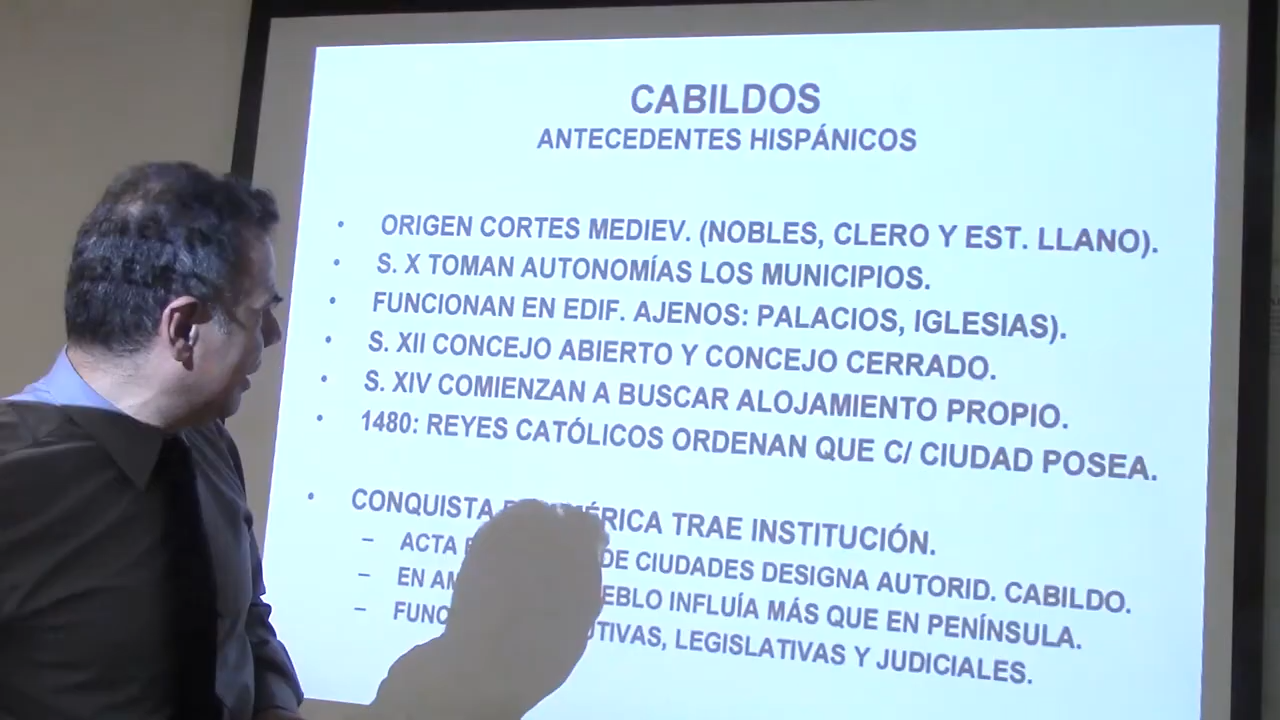 CABILDOS
ANTECEDENTES HISPÁNICOS
• ORIGEN CORTES MEDIEV. (NOBLES, CLERO Y EST. LLANO).
• S. X TOMAN AUTONOMÍAS LOS MUNICIPIOS.
• FUNCIONAN EN EDIF. AJENOS: PALACIOS, IGLESIAS).
• S. XII CONCEJO ABIERTO Y CONCEJO CERRADO.
• S. XIV COMIENZAN A BUSCAR ALOJAMIENTO PROPIO.
• 1480: REYES CATÓLICOS ORDENAN QUE C/ CIUDAD POSEA.
• CONQUISTA AMÉRICA TRAE INSTITUCIÓN.
– ACTA DE CIUDADES DESIGNA AUTORID. CABILDO.
– EN INFLUÍA MÁS QUE EN PENÍNSULA.
– LEGISLATIVAS Y JUDICIALES.